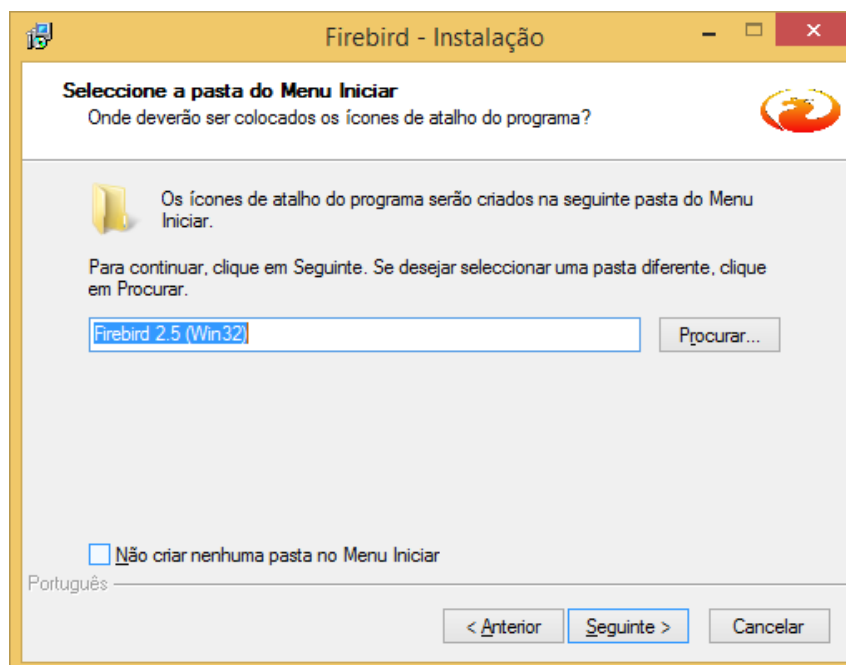 Firebird - Instalação
Seleccione a pasta do Menu Iniciar
Onde deverão ser colocados os ícones de atalho do programa?
Os ícones de atalho do programa serão criados na seguinte pasta do Menu
Iniciar.
Para continuar, clique em Seguinte. Se desejar seleccionar uma pasta diferente, clique
em Procurar.
Firebird 2.5 (Win32)
Procurar...
Não criar nenhuma pasta no Menu Iniciar
Português
< Anterior
Seguinte >
Cancelar